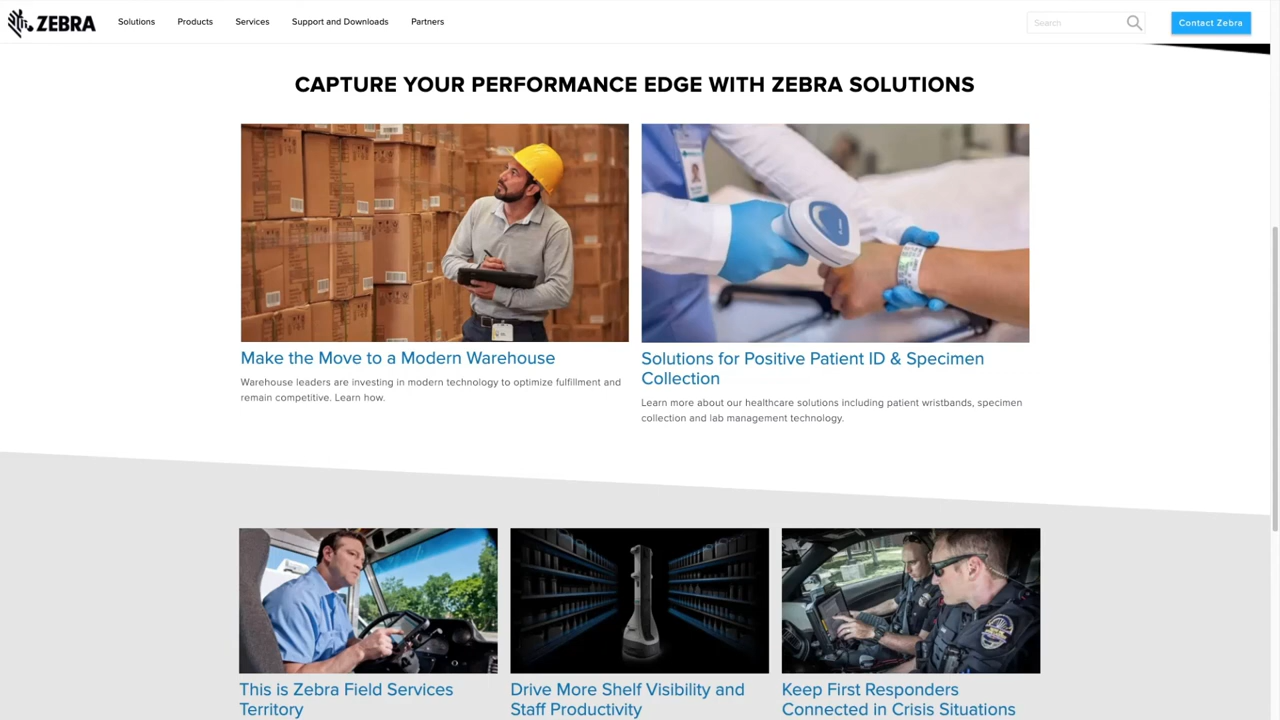 ZEBRA
Solutions
Products
Services
Support and Downloads
Partners
Search
Contact Zebra
CAPTURE YOUR PERFORMANCE EDGE WITH ZEBRA SOLUTIONS
Make the Move to a Modern Warehouse
Warehouse leaders are investing in modern technology to optimize fulfillment and
remain competitive. Learn how.
Solutions for Positive Patient ID & Specimen
Collection
Learn more about our healthcare solutions including patient wristbands, specimen
collection and lab management technology.
This is Zebra Field Services
Territory
Drive More Shelf Visibility and
Staff Productivity
Keep First Responders
Connected in Crisis Situations